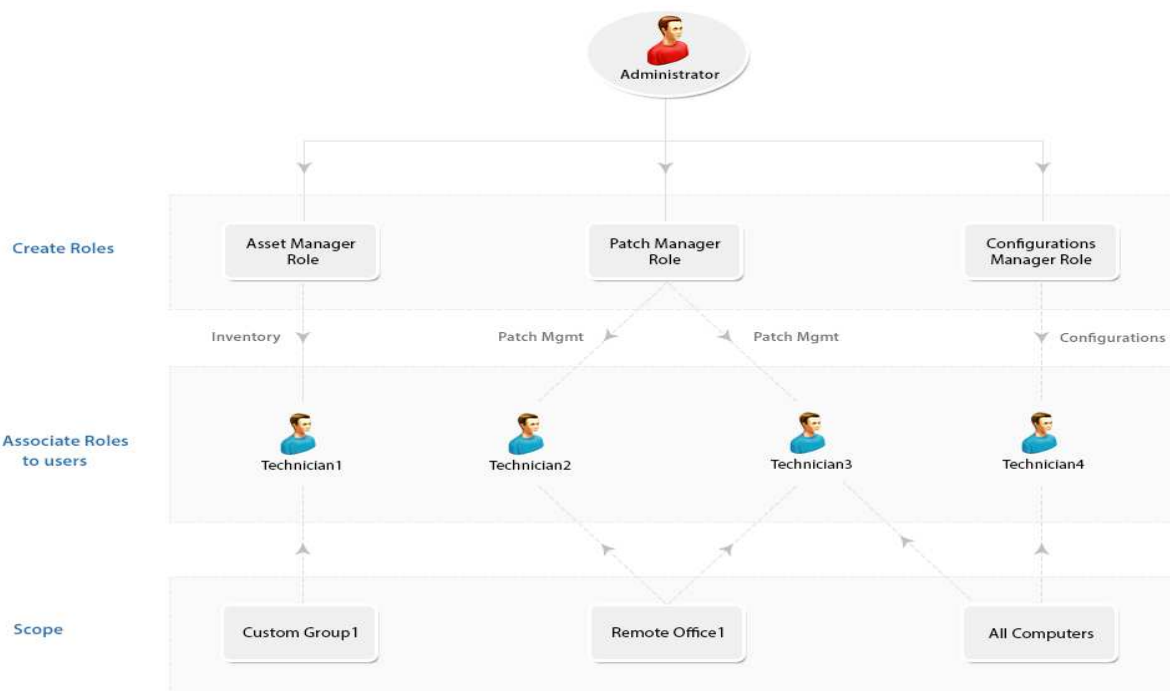 Administrator
Create Roles
Asset Manager
Role
Patch Manager
Role
Configurations
Manager Role
Inventory
Patch Mgmt
Patch Mgmt
Configurations
Associate Roles
to users
Technician1
Technician2
Technician3
Technician4
Scope
Custom Group1
Remote Office1
All Computers